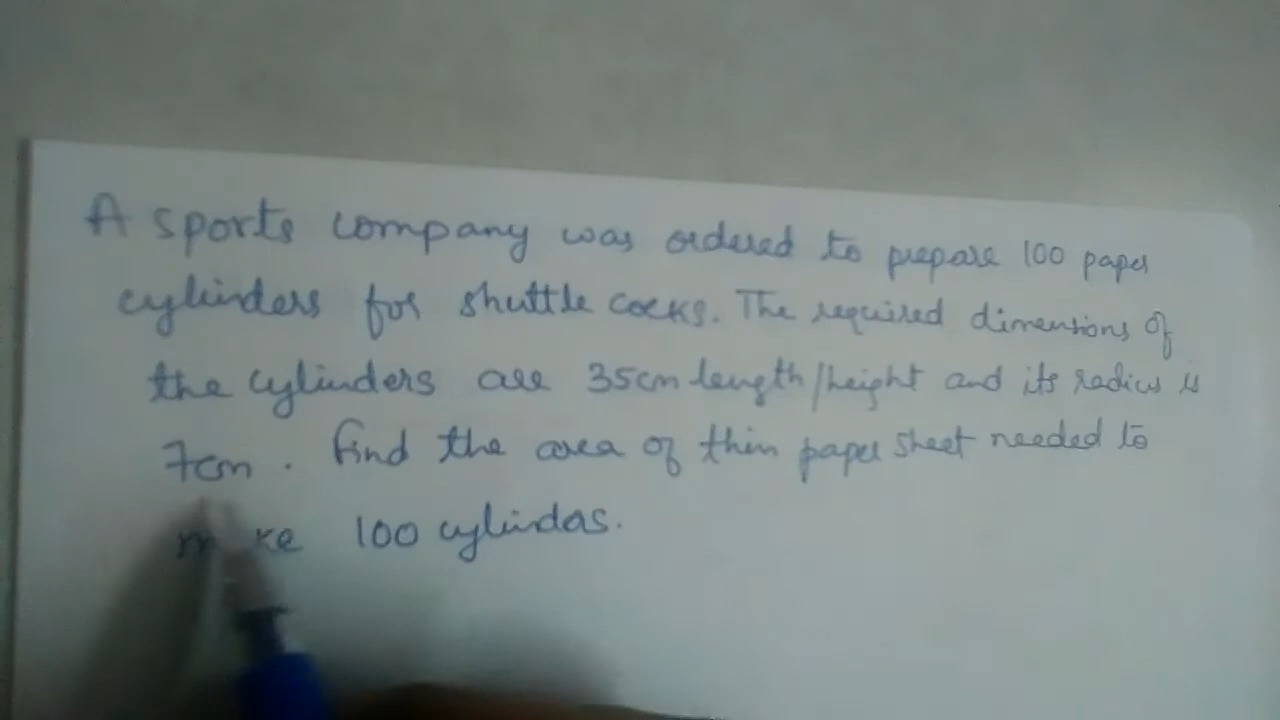 A sports company was ordered to prepare 100 paper
cylinders for shuttle cocks. The required dimensions of
the cylinders are 35cm length/height and its radius is
7cm. Find the area of thin paper sheet needed to
make 100 cylindas.